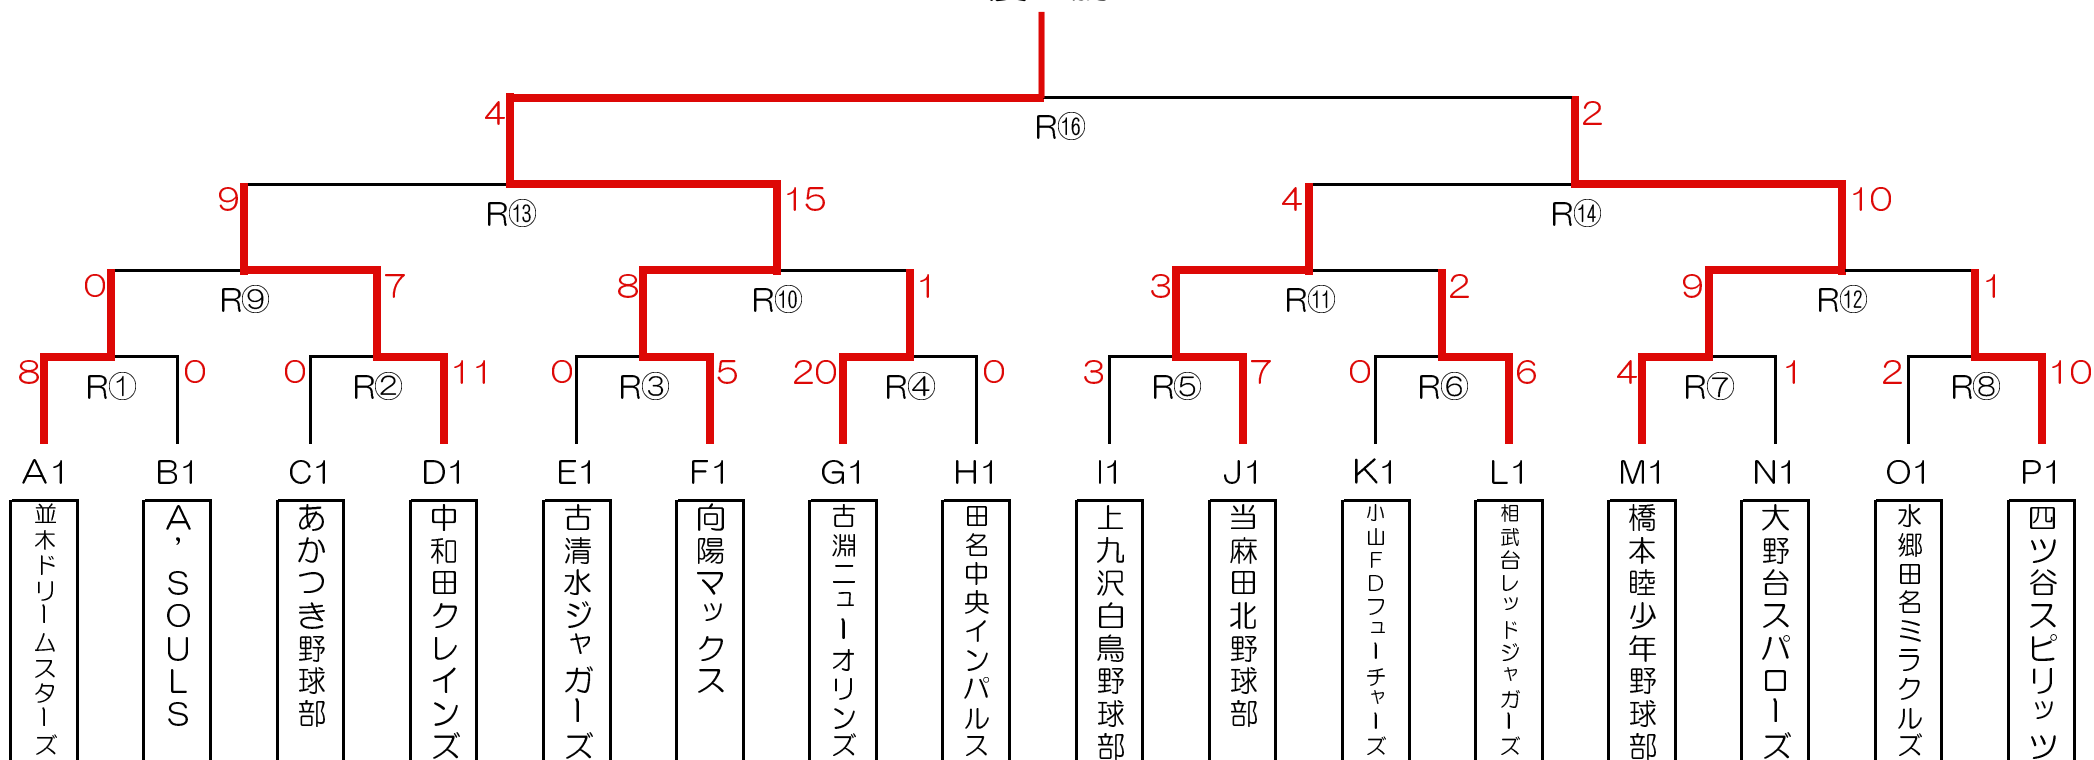 4 2
R⑯
9 15 4 10
R⑬ R⑭
0 7 8 1 3 2 9 1
R⑨ R⑩ R⑪ R⑫
8 0 0 11 0 5 20 0 3 7 0 6 4 1 2 10
R① R② R③ R④ R⑤ R⑥ R⑦ R⑧
A1 B1 C1 D1 E1 F1 G1 H1 I1 J1 K1 L1 M1 N1 O1 P1
並木ドリームスターズ
A’SOULS
あかつき野球部
中和田クレインズ
古清水ジャガーズ
向陽マックス
古淵ニューオリンズ
田名中央インパルス
上九沢白鳥野球部
当麻田北野球部
小山FDフューチャーズ
相武台レッドジャガーズ
橋本睦少年野球部
大野台スパローズ
水郷田名ミラクルズ
四ツ谷スピリッツ